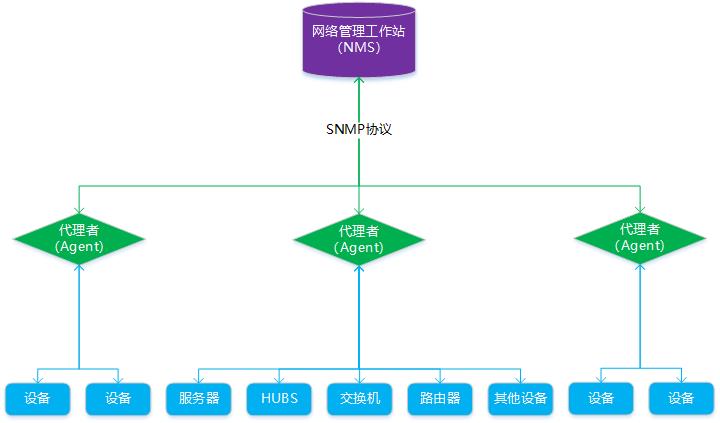 网络管理工作站
(NMS)
SNMP协议
代理者
(Agent)
代理者
(Agent)
代理者
(Agent)
设备
设备
服务器
HUBS
交换机
路由器
其他设备
设备
设备